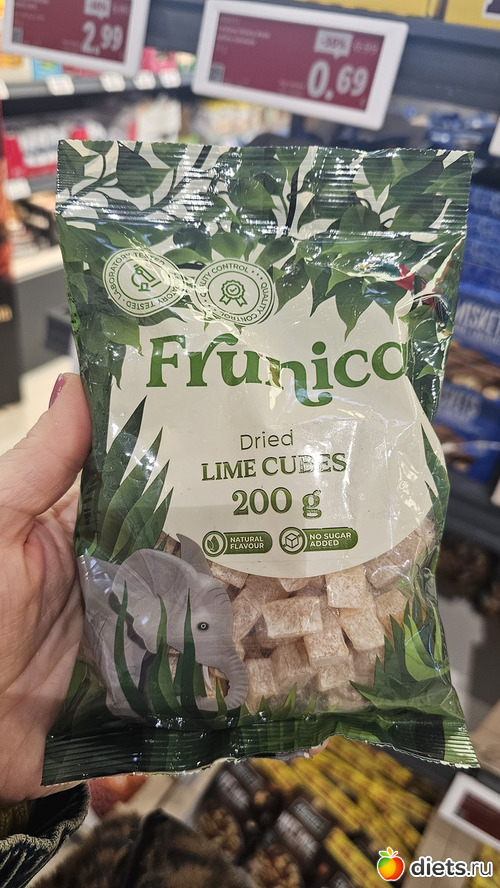 2,99
-50%
0,69
LABORATORY TESTED
QUALITY CONTROL
Frunico
Dried
LIME CUBES
200 g
NATURAL
FLAVOUR
NO SUGAR
ADDED
diets.ru